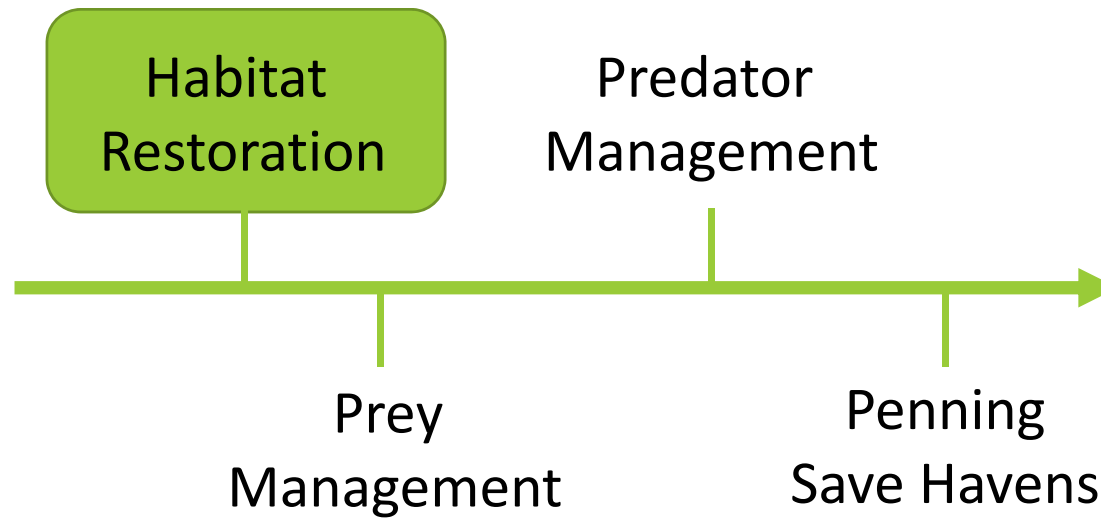 Habitat
Restoration
Predator
Management
Prey
Management
Penning
Save Havens